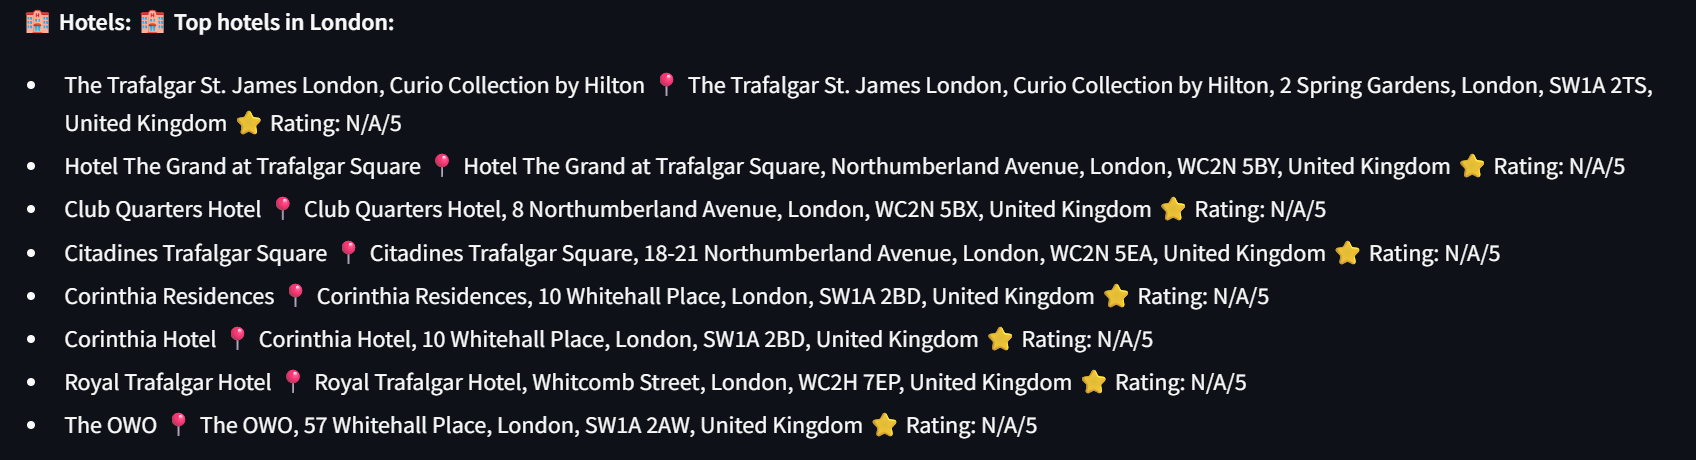 🏨 Hotels: 🏨 Top hotels in London:
• The Trafalgar St. James London, Curio Collection by Hilton 📍 The Trafalgar St. James London, Curio Collection by Hilton, 2 Spring Gardens, London, SW1A 2TS,
United Kingdom ⭐ Rating: N/A/5
• Hotel The Grand at Trafalgar Square 📍 Hotel The Grand at Trafalgar Square, Northumberland Avenue, London, WC2N 5BY, United Kingdom ⭐ Rating: N/A/5
• Club Quarters Hotel 📍 Club Quarters Hotel, 8 Northumberland Avenue, London, WC2N 5BX, United Kingdom ⭐ Rating: N/A/5
• Citadines Trafalgar Square 📍 Citadines Trafalgar Square, 18-21 Northumberland Avenue, London, WC2N 5EA, United Kingdom ⭐ Rating: N/A/5
• Corinthia Residences 📍 Corinthia Residences, 10 Whitehall Place, London, SW1A 2BD, United Kingdom ⭐ Rating: N/A/5
• Corinthia Hotel 📍 Corinthia Hotel, 10 Whitehall Place, London, SW1A 2BD, United Kingdom ⭐ Rating: N/A/5
• Royal Trafalgar Hotel 📍 Royal Trafalgar Hotel, Whitcomb Street, London, WC2H 7EP, United Kingdom ⭐ Rating: N/A/5
• The OWO 📍 The OWO, 57 Whitehall Place, London, SW1A 2AW, United Kingdom ⭐ Rating: N/A/5